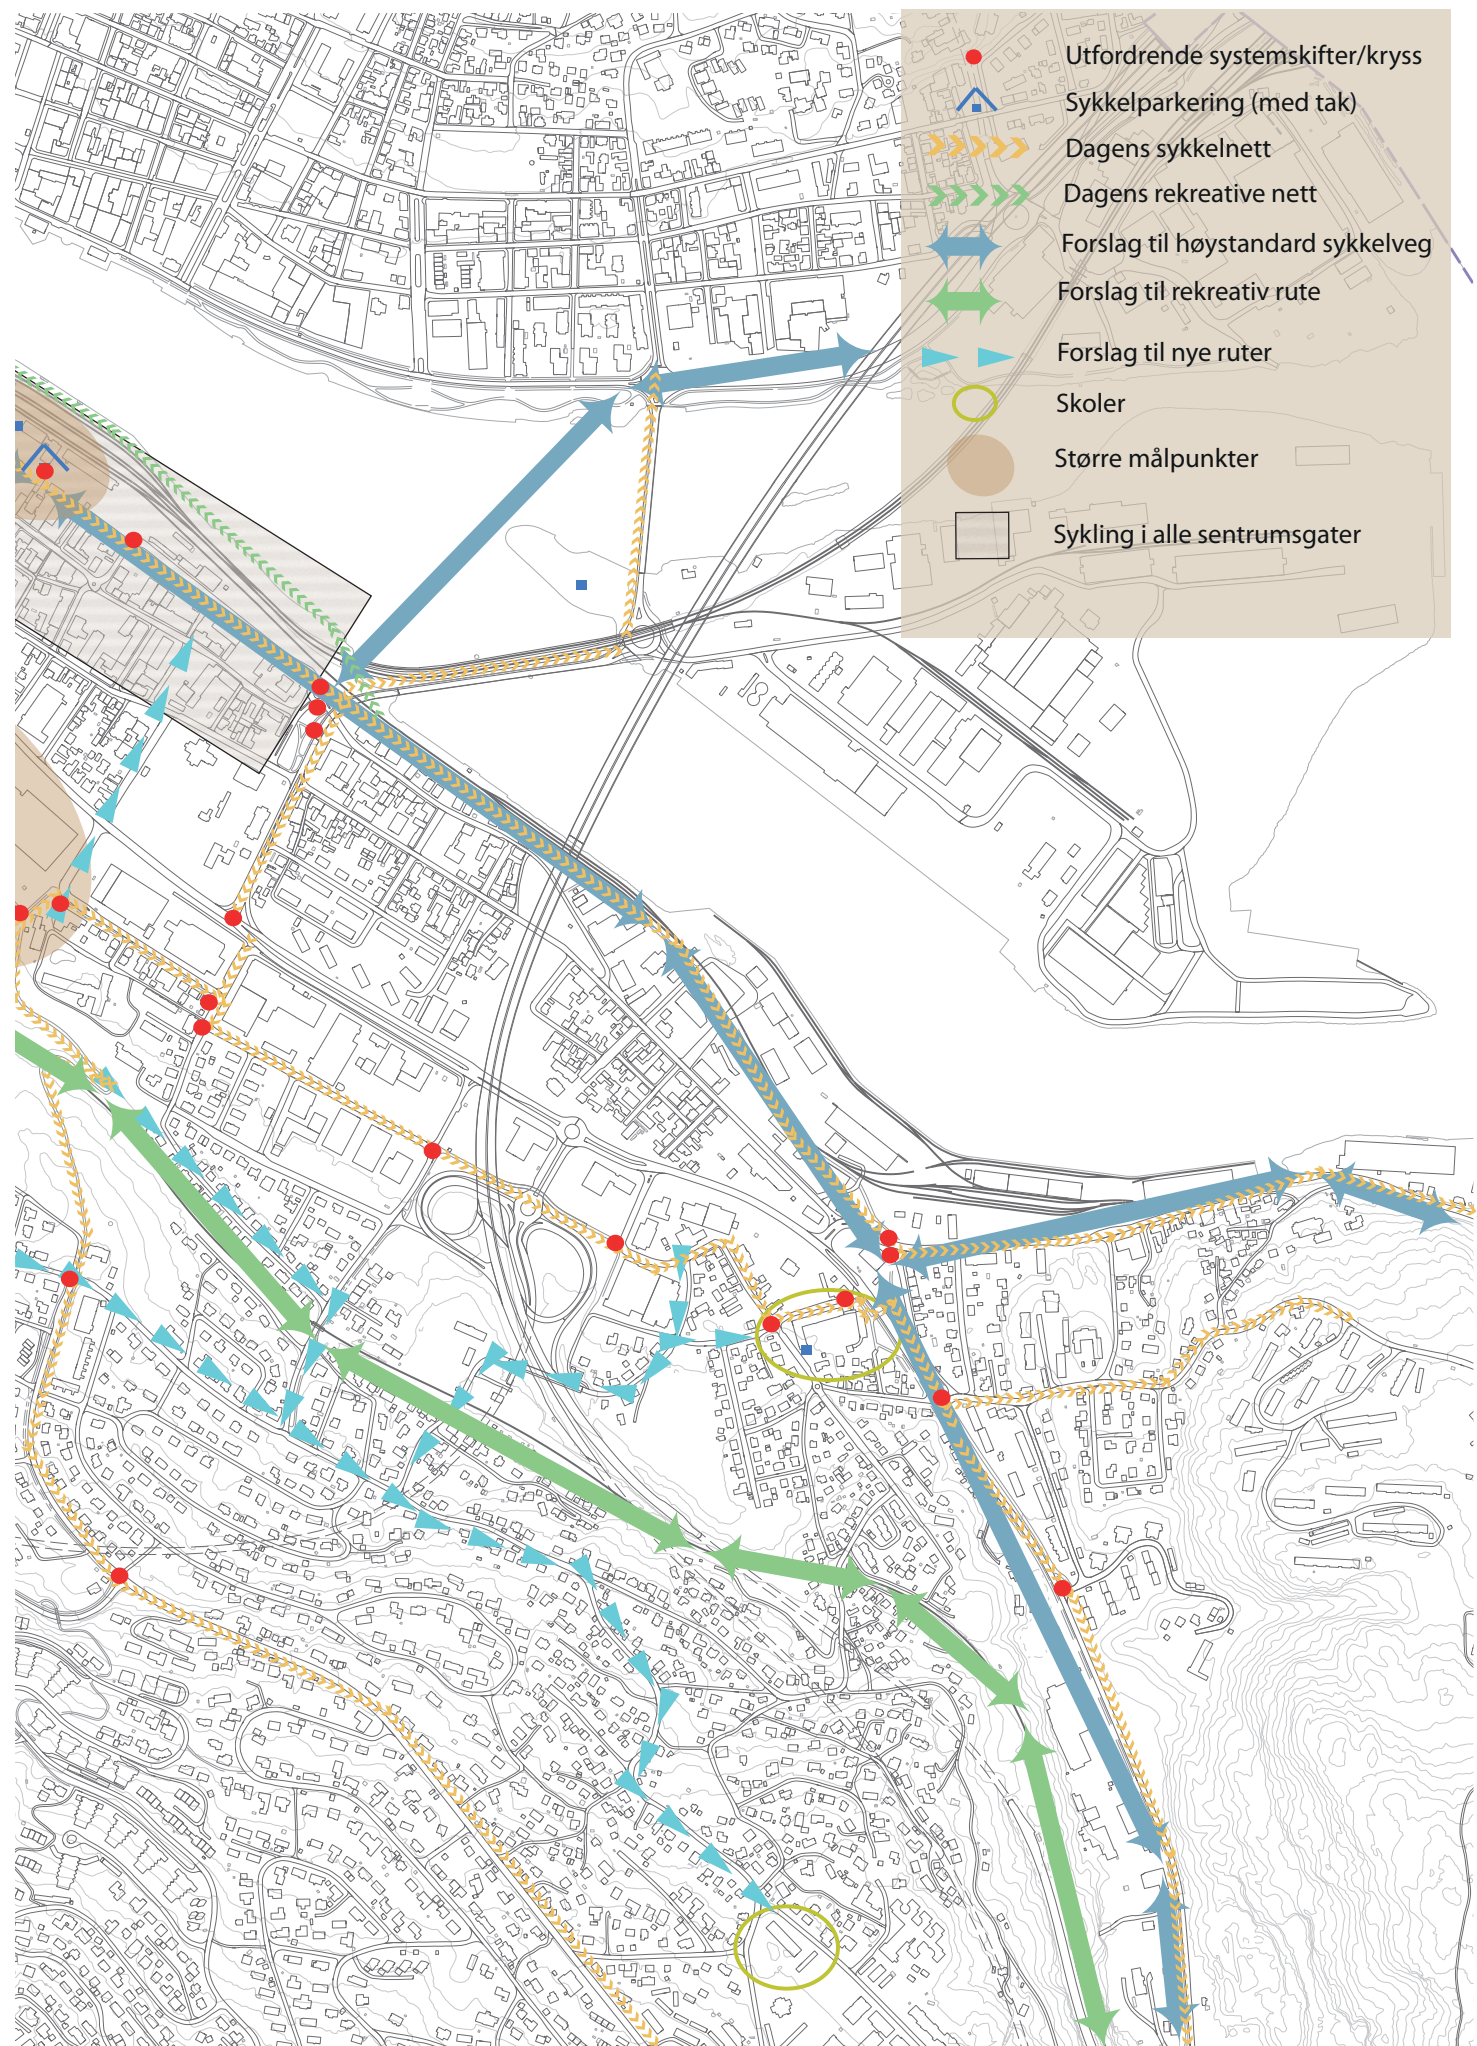 Utfordrende systemskifter/kryss
Sykkelparkering (med tak)
Dagens sykkelnett
Dagens rekreative nett
Forslag til høystandard sykkelveg
Forslag til rekreativ rute
Forslag til nye ruter
Skoler
Større målpunkter
Sykling i alle sentrumsgater